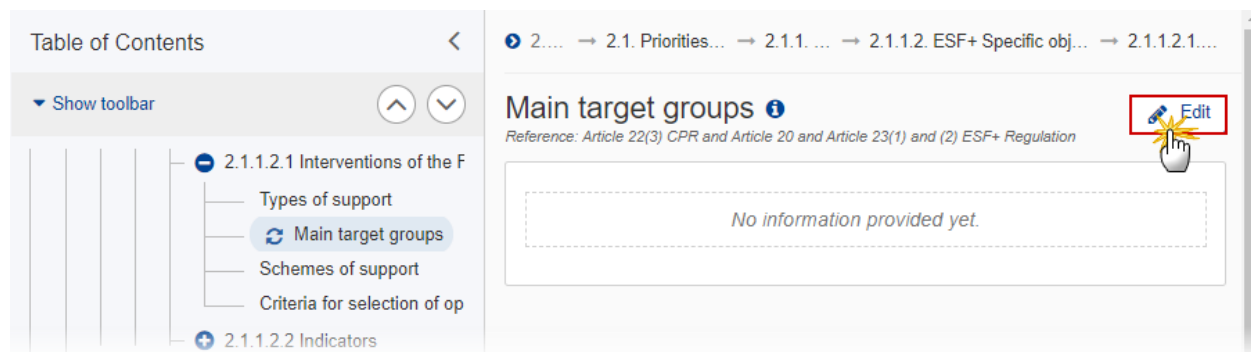 Table of Contents
2.... → 2.1. Priorities... → 2.1.1. ... → 2.1.1.2. ESF+ Specific obj... → 2.1.1.2.1....
Show toolbar
Main target groups
Edit
Reference: Article 22(3) CPR and Article 20 and Article 23(1) and (2) ESF+ Regulation
2.1.1.2.1 Interventions of the F
Types of support
Main target groups
Schemes of support
Criteria for selection of op
2.1.1.2.2 Indicators
No information provided yet.